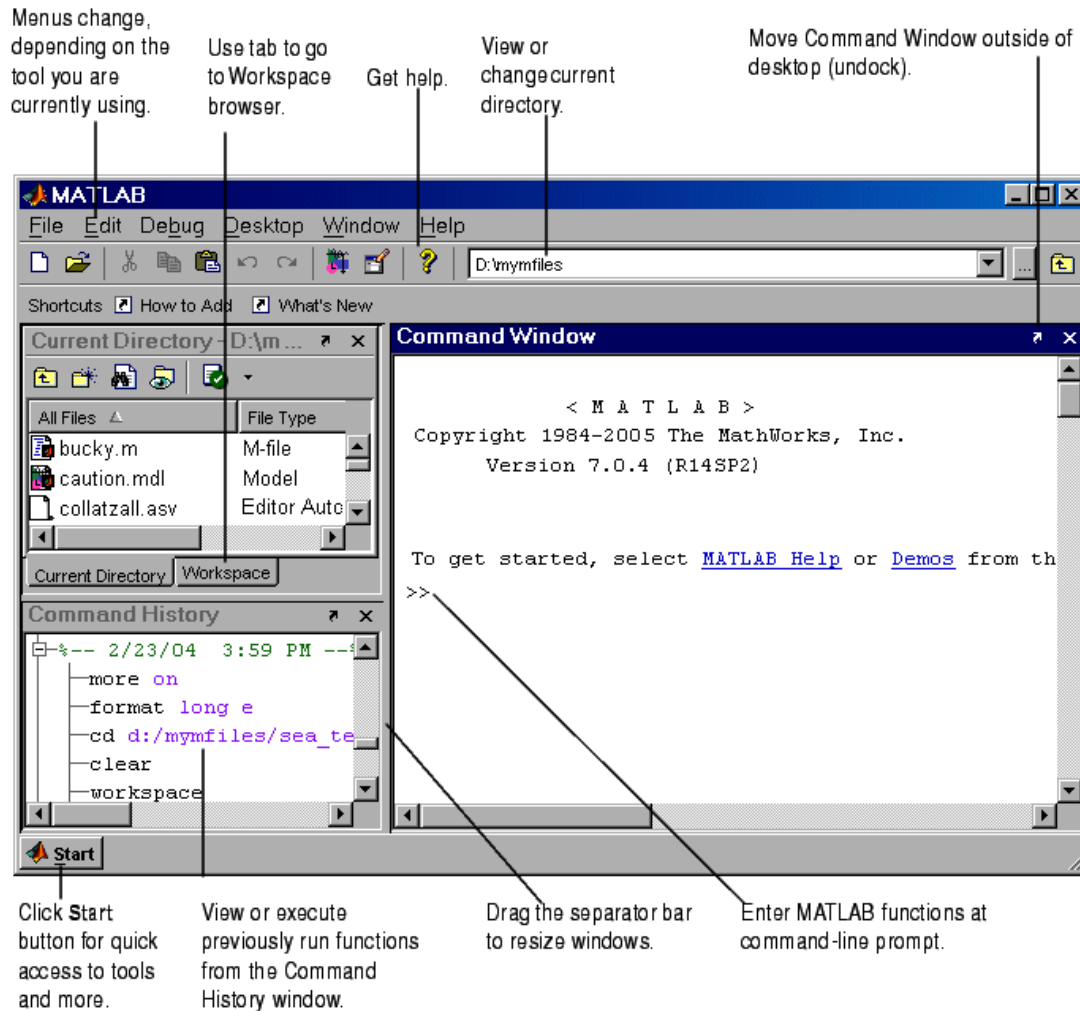 Menus change,
depending on the
tool you are
currently using.
Use tab to go
to Workspace
browser.
Get help.
View or
change current
directory.
Move Command Window outside of
desktop (undock).
MATLAB
File Edit Debug Desktop Window Help
D:\mymfiles
...
Shortcuts How to Add What's New
Current Directory - D:\m ...
All Files File Type
bucky.m M-file
caution.mdl Model
collatzall.asv Editor Auto
Current Directory Workspace
Command History
%-- 2/23/04 3:59 PM --%
more on
format long e
cd d:/mymfiles/sea_te
clear
workspace
Command Window
< M A T L A B >
Copyright 1984-2005 The MathWorks, Inc.
Version 7.0.4 (R14SP2)
To get started, select MATLAB Help or Demos from th
>>
Start
Click Start
button for quick
access to tools
and more.
View or execute
previously run functions
from the Command
History window.
Drag the separator bar
to resize windows.
Enter MATLAB functions at
command-line prompt.